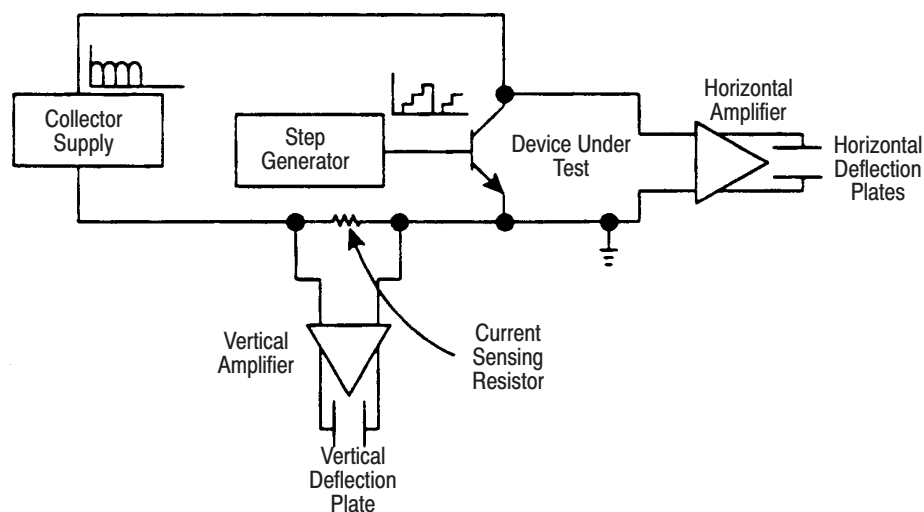 Collector
Supply
Step
Generator
Device Under
Test
Horizontal
Amplifier
Horizontal
Deflection
Plates
Vertical
Amplifier
Current
Sensing
Resistor
Vertical
Deflection
Plate